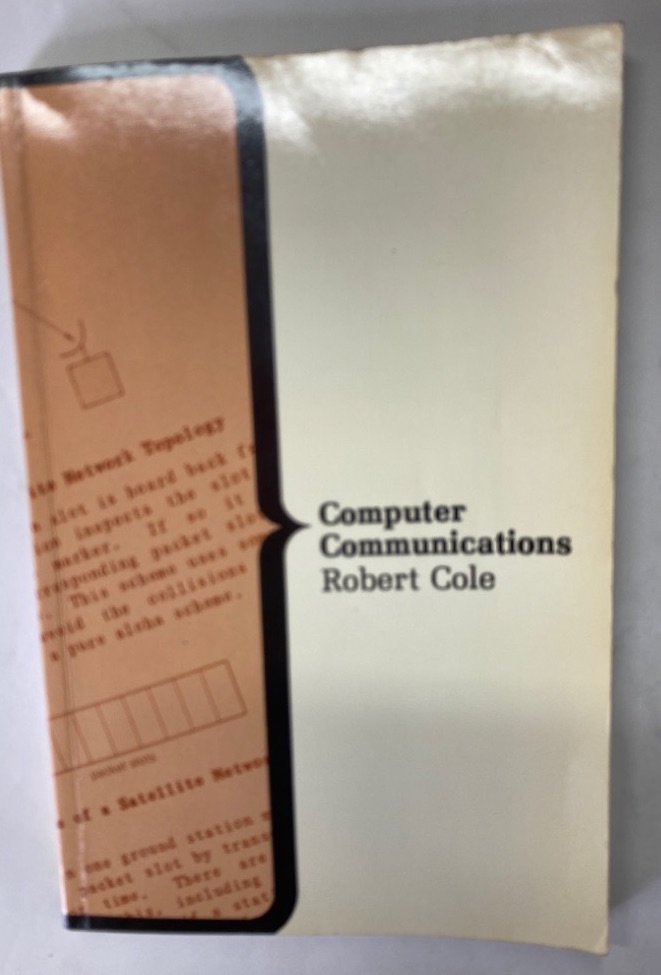 Network Topology
slot is heard back
inspects the slot
marker. If so it
packet
This scheme uses
the collisions
a pure aloha scheme.
packet slots
of a Satellite
one ground station
packet slot by
time. There are
including
a
Computer
Communications
Robert Cole